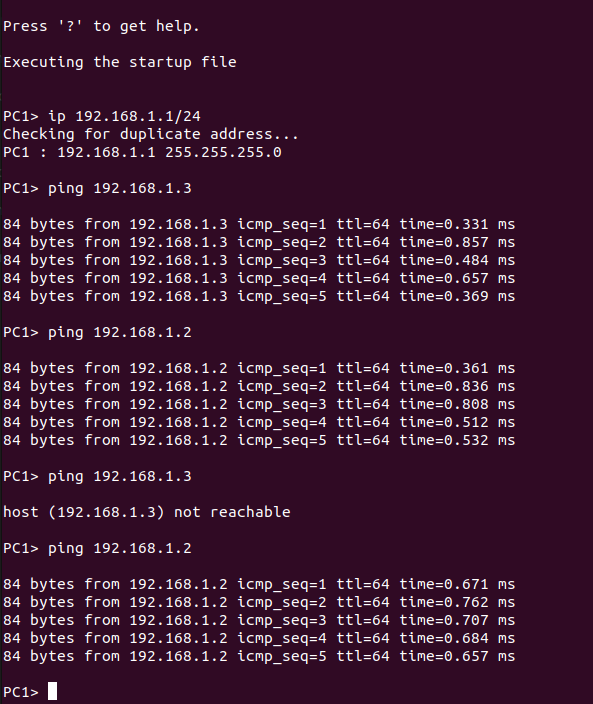 Press '?' to get help.
Executing the startup file
PC1> ip 192.168.1.1/24
Checking for duplicate address...
PC1 : 192.168.1.1 255.255.255.0
PC1> ping 192.168.1.3
84 bytes from 192.168.1.3 icmp_seq=1 ttl=64 time=0.331 ms
84 bytes from 192.168.1.3 icmp_seq=2 ttl=64 time=0.857 ms
84 bytes from 192.168.1.3 icmp_seq=3 ttl=64 time=0.484 ms
84 bytes from 192.168.1.3 icmp_seq=4 ttl=64 time=0.657 ms
84 bytes from 192.168.1.3 icmp_seq=5 ttl=64 time=0.369 ms
PC1> ping 192.168.1.2
84 bytes from 192.168.1.2 icmp_seq=1 ttl=64 time=0.361 ms
84 bytes from 192.168.1.2 icmp_seq=2 ttl=64 time=0.836 ms
84 bytes from 192.168.1.2 icmp_seq=3 ttl=64 time=0.808 ms
84 bytes from 192.168.1.2 icmp_seq=4 ttl=64 time=0.512 ms
84 bytes from 192.168.1.2 icmp_seq=5 ttl=64 time=0.532 ms
PC1> ping 192.168.1.3
host (192.168.1.3) not reachable
PC1> ping 192.168.1.2
84 bytes from 192.168.1.2 icmp_seq=1 ttl=64 time=0.671 ms
84 bytes from 192.168.1.2 icmp_seq=2 ttl=64 time=0.762 ms
84 bytes from 192.168.1.2 icmp_seq=3 ttl=64 time=0.707 ms
84 bytes from 192.168.1.2 icmp_seq=4 ttl=64 time=0.684 ms
84 bytes from 192.168.1.2 icmp_seq=5 ttl=64 time=0.657 ms
PC1>